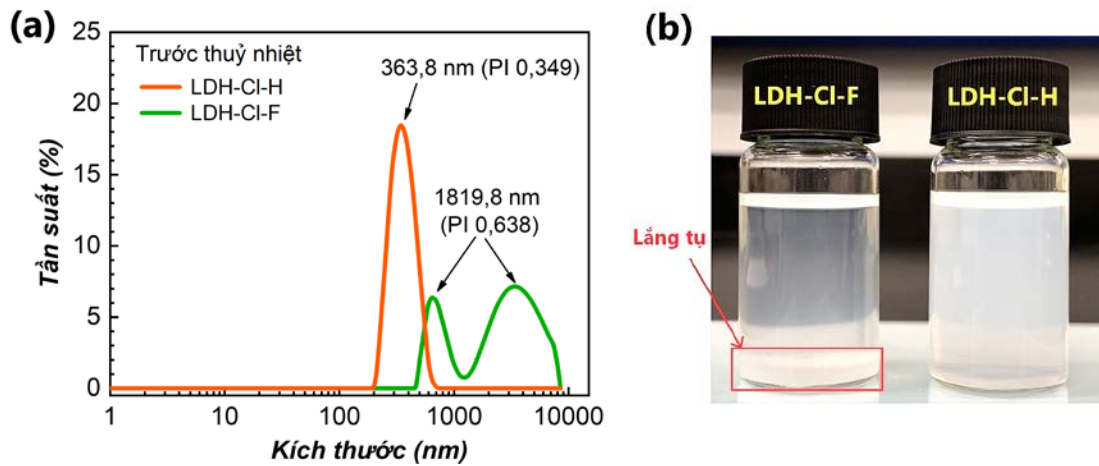 (a)
25
20
15
10
5
0
Tần suất (%)
Trước thuỷ nhiệt
LDH-Cl-H
LDH-Cl-F
363,8 nm (PI 0,349)
1819,8 nm
(PI 0,638)
1
10
100
1000
10000
Kích thước (nm)
(b)
LDH-Cl-F
LDH-Cl-H
Lắng tụ